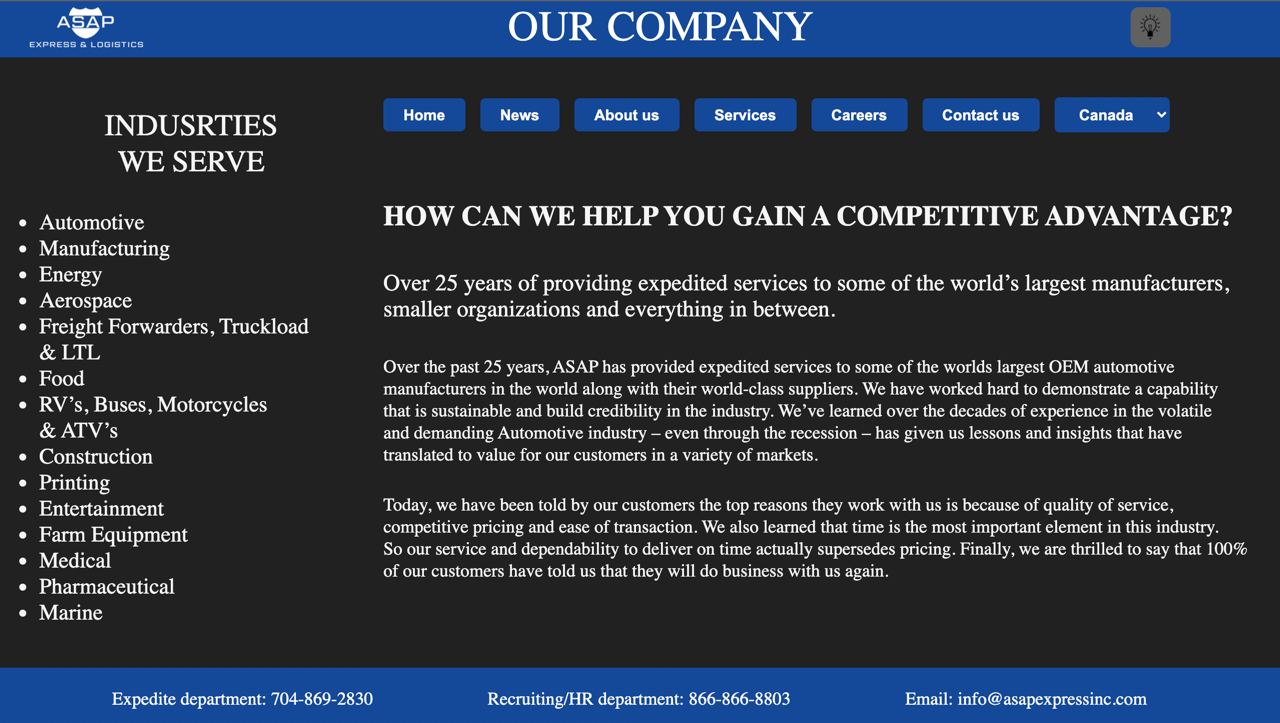 ASAP
EXPRESS & LOGISTICS
OUR COMPANY
Home
News
About us
Services
Careers
Contact us
Canada
INDUSRTIES
WE SERVE
• Automotive
• Manufacturing
• Energy
• Aerospace
• Freight Forwarders, Truckload
& LTL
• Food
• RV’s, Buses, Motorcycles
& ATV’s
• Construction
• Printing
• Entertainment
• Farm Equipment
• Medical
• Pharmaceutical
• Marine
HOW CAN WE HELP YOU GAIN A COMPETITIVE ADVANTAGE?
Over 25 years of providing expedited services to some of the world’s largest manufacturers,
smaller organizations and everything in between.
Over the past 25 years, ASAP has provided expedited services to some of the worlds largest OEM automotive
manufacturers in the world along with their world-class suppliers. We have worked hard to demonstrate a capability
that is sustainable and build credibility in the industry. We’ve learned over the decades of experience in the volatile
and demanding Automotive industry – even through the recession – has given us lessons and insights that have
translated to value for our customers in a variety of markets.
Today, we have been told by our customers the top reasons they work with us is because of quality of service,
competitive pricing and ease of transaction. We also learned that time is the most important element in this industry.
So our service and dependability to deliver on time actually supersedes pricing. Finally, we are thrilled to say that 100%
of our customers have told us that they will do business with us again.
Expedite department: 704-869-2830
Recruiting/HR department: 866-866-8803
Email: info@asapexpressinc.com